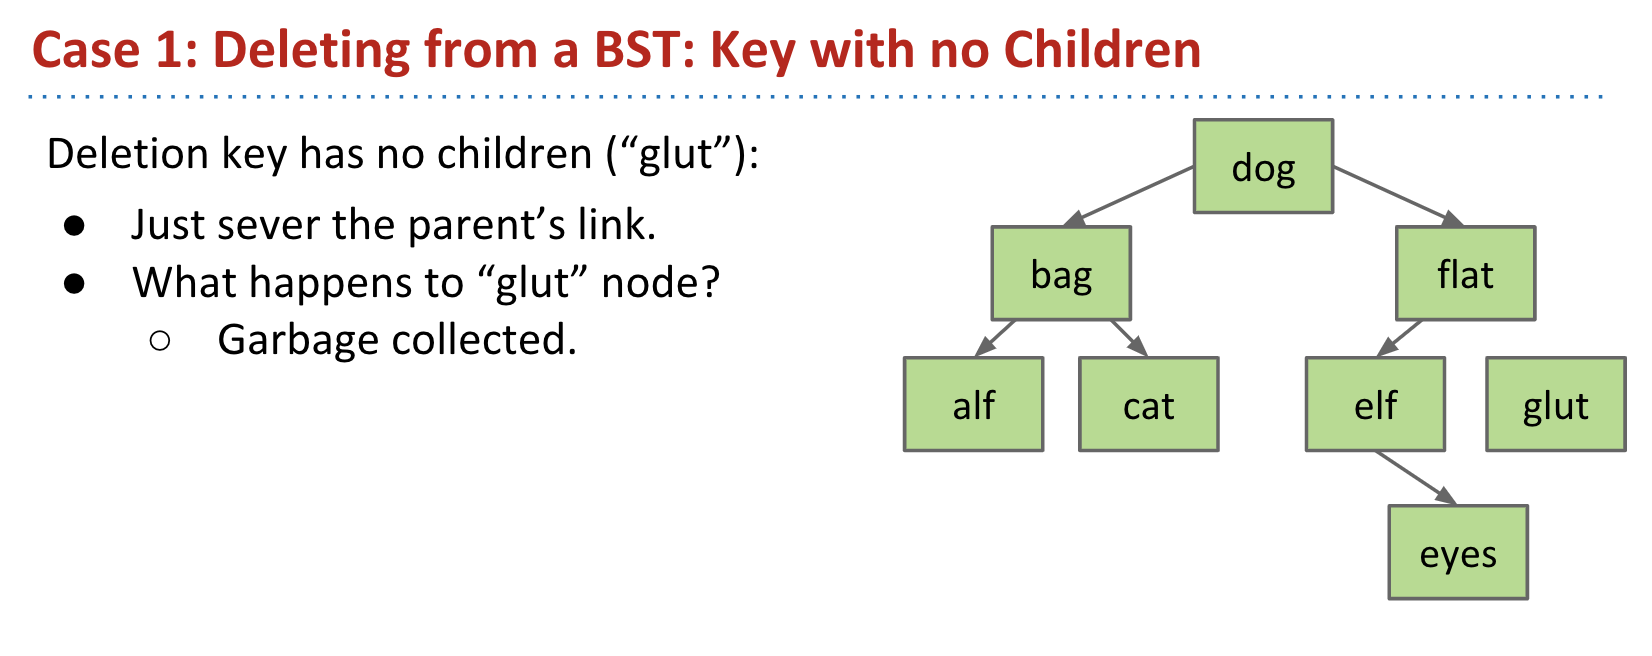 Case 1: Deleting from a BST: Key with no Children
Deletion key has no children (“glut”):
● Just sever the parent’s link.
● What happens to “glut” node?
○ Garbage collected.
dog
bag
flat
alf
cat
elf
glut
eyes